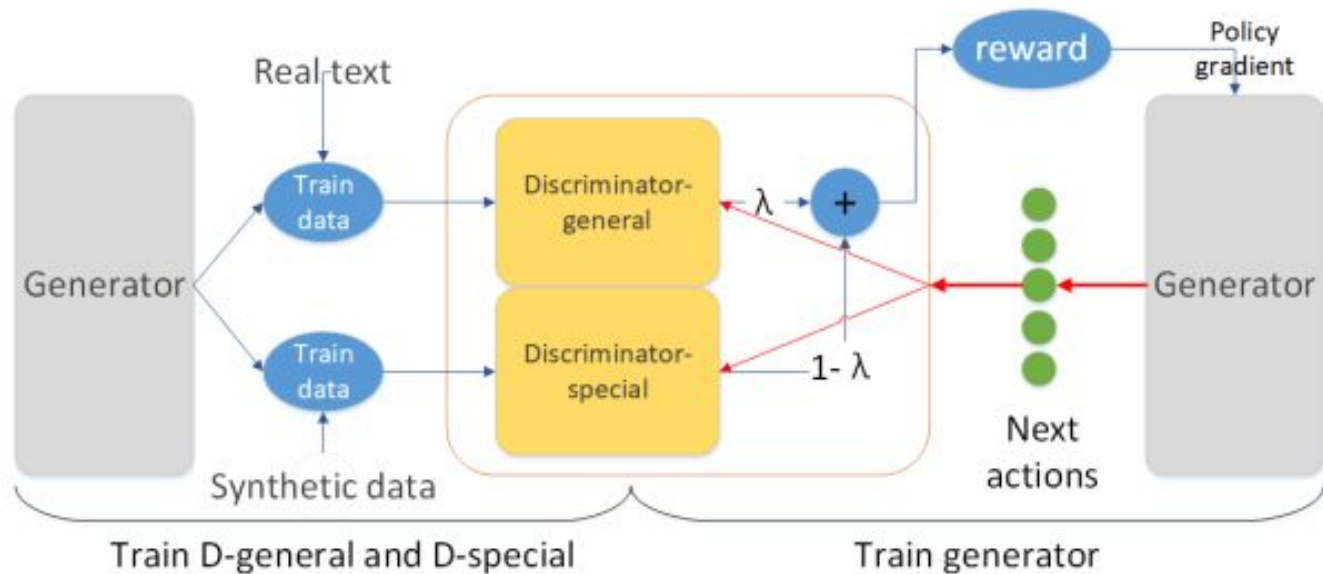 reward
Policy
gradient
Real text
Train
data
Discriminator-
general
λ
+
Generator
Generator
Train
data
Discriminator-
special
1- λ
Next
actions
Synthetic data
Train D-general and D-special
Train generator